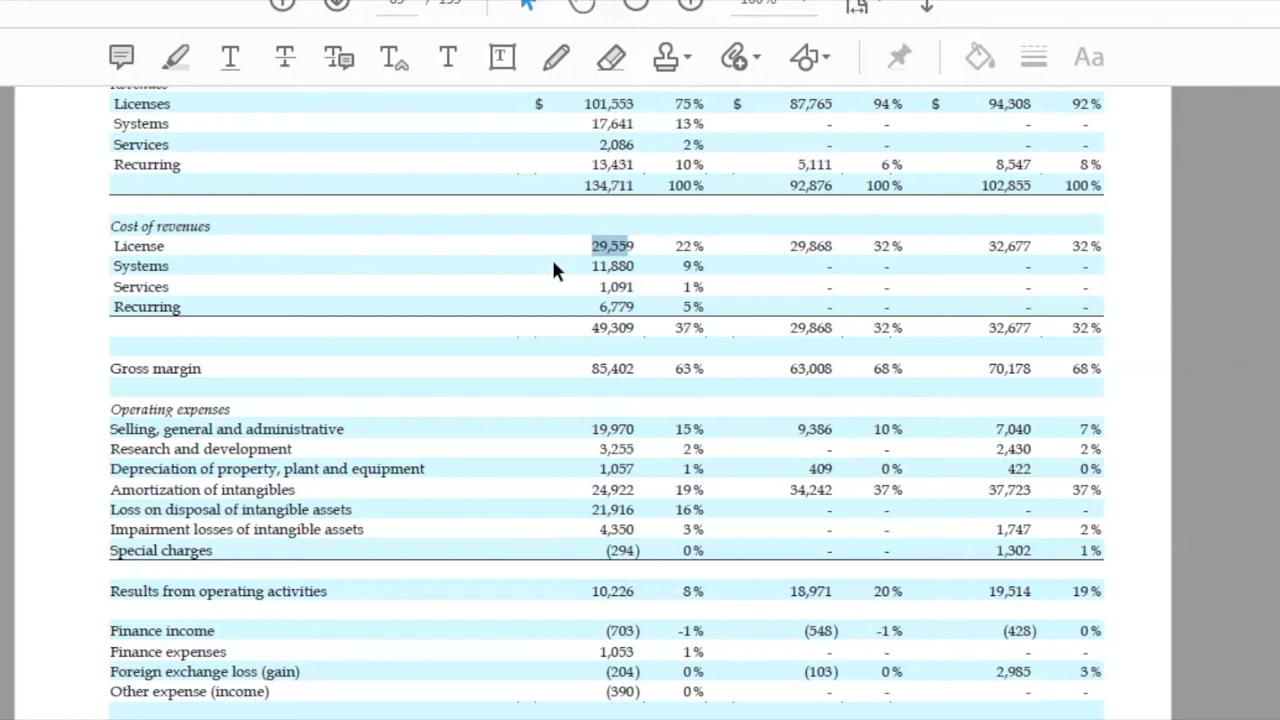 Revenues
Licenses $ 101,553 75% $ 87,765 94% $ 94,308 92%
Systems 17,641 13% - - - -
Services 2,086 2% - - - -
Recurring 13,431 10% 5,111 6% 8,547 8%
134,711 100% 92,876 100% 102,855 100%
Cost of revenues
License 29,559 22% 29,868 32% 32,677 32%
Systems 11,880 9% - - - -
Services 1,091 1% - - - -
Recurring 6,779 5% - - - -
49,309 37% 29,868 32% 32,677 32%
Gross margin 85,402 63% 63,008 68% 70,178 68%
Operating expenses
Selling, general and administrative 19,970 15% 9,386 10% 7,040 7%
Research and development 3,255 2% - - 2,430 2%
Depreciation of property, plant and equipment 1,057 1% 409 0% 422 0%
Amortization of intangibles 24,922 19% 34,242 37% 37,723 37%
Loss on disposal of intangible assets 21,916 16% - - - -
Impairment losses of intangible assets 4,350 3% - - 1,747 2%
Special charges (294) 0% - - 1,302 1%
Results from operating activities 10,226 8% 18,971 20% 19,514 19%
Finance income (703) -1% (548) -1% (428) 0%
Finance expenses 1,053 1% - - - -
Foreign exchange loss (gain) (204) 0% (103) 0% 2,985 3%
Other expense (income) (390) 0% - - - -